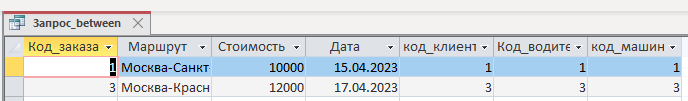 Запрос_between
Код_заказа Маршрут Стоимость Дата код_клиент Код_водите код_машин
1 Москва-Санкт 10000 15.04.2023 1 1 1
3 Москва-Красн 12000 17.04.2023 3 3 3